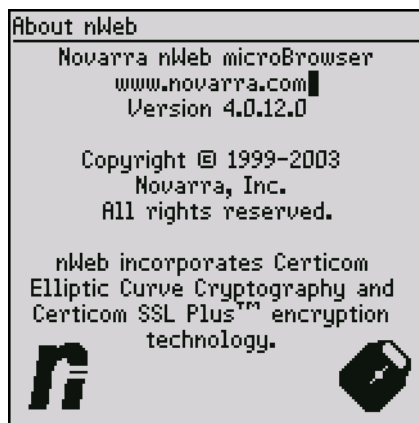 About nWeb
Novarra nWeb microBrowser
www.novarra.com
Version 4.0.12.0
Copyright © 1999-2003
Novarra, Inc.
All rights reserved.
nWeb incorporates Certicom
Elliptic Curve Cryptography and
Certicom SSL Plus™ encryption
technology.
n